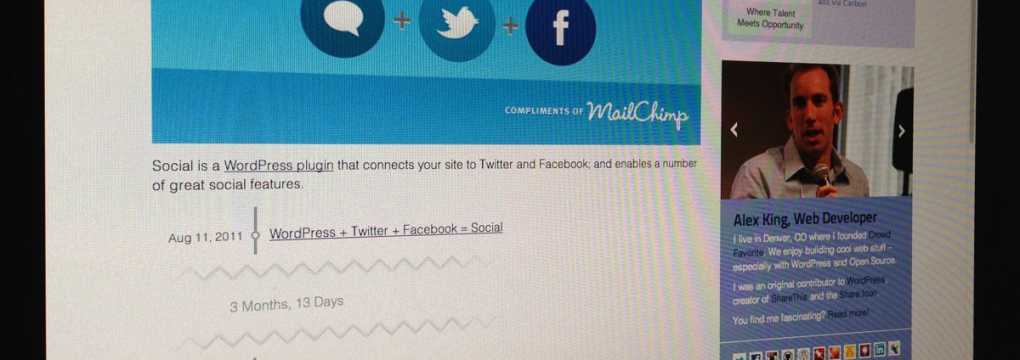 COMPLIMENTS OF MailChimp
Social is a WordPress plugin that connects your site to Twitter and Facebook; and enables a number
of great social features.
Aug 11, 2011 WordPress + Twitter + Facebook = Social
3 Months, 13 Days
Where Talent
Meets Opportunity
ads via Carbon
Alex King, Web Developer
I live in Denver, CO where i founded Crowd
Favorite. We enjoy building cool web stuff –
especially with WordPress and Open Source.
I was an original contributor to WordPress
creator of ShareThis and the Share Icon
You find me fascinating? Read more!